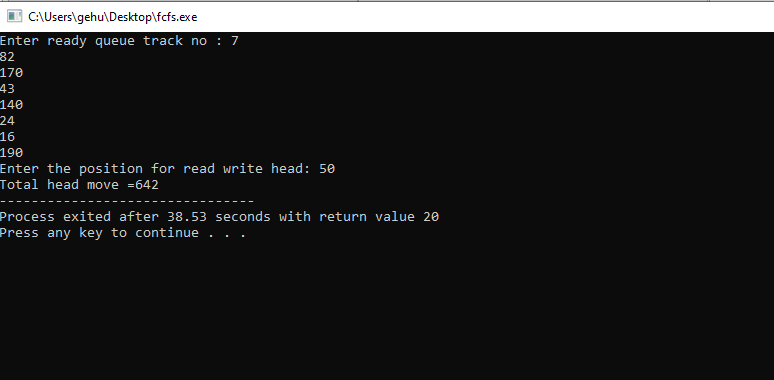 C:\Users\gehu\Desktop\fcfs.exe
Enter ready queue track no : 7
82
170
43
140
24
16
190
Enter the position for read write head: 50
Total head move =642
--------------------------------
Process exited after 38.53 seconds with return value 20
Press any key to continue . . .